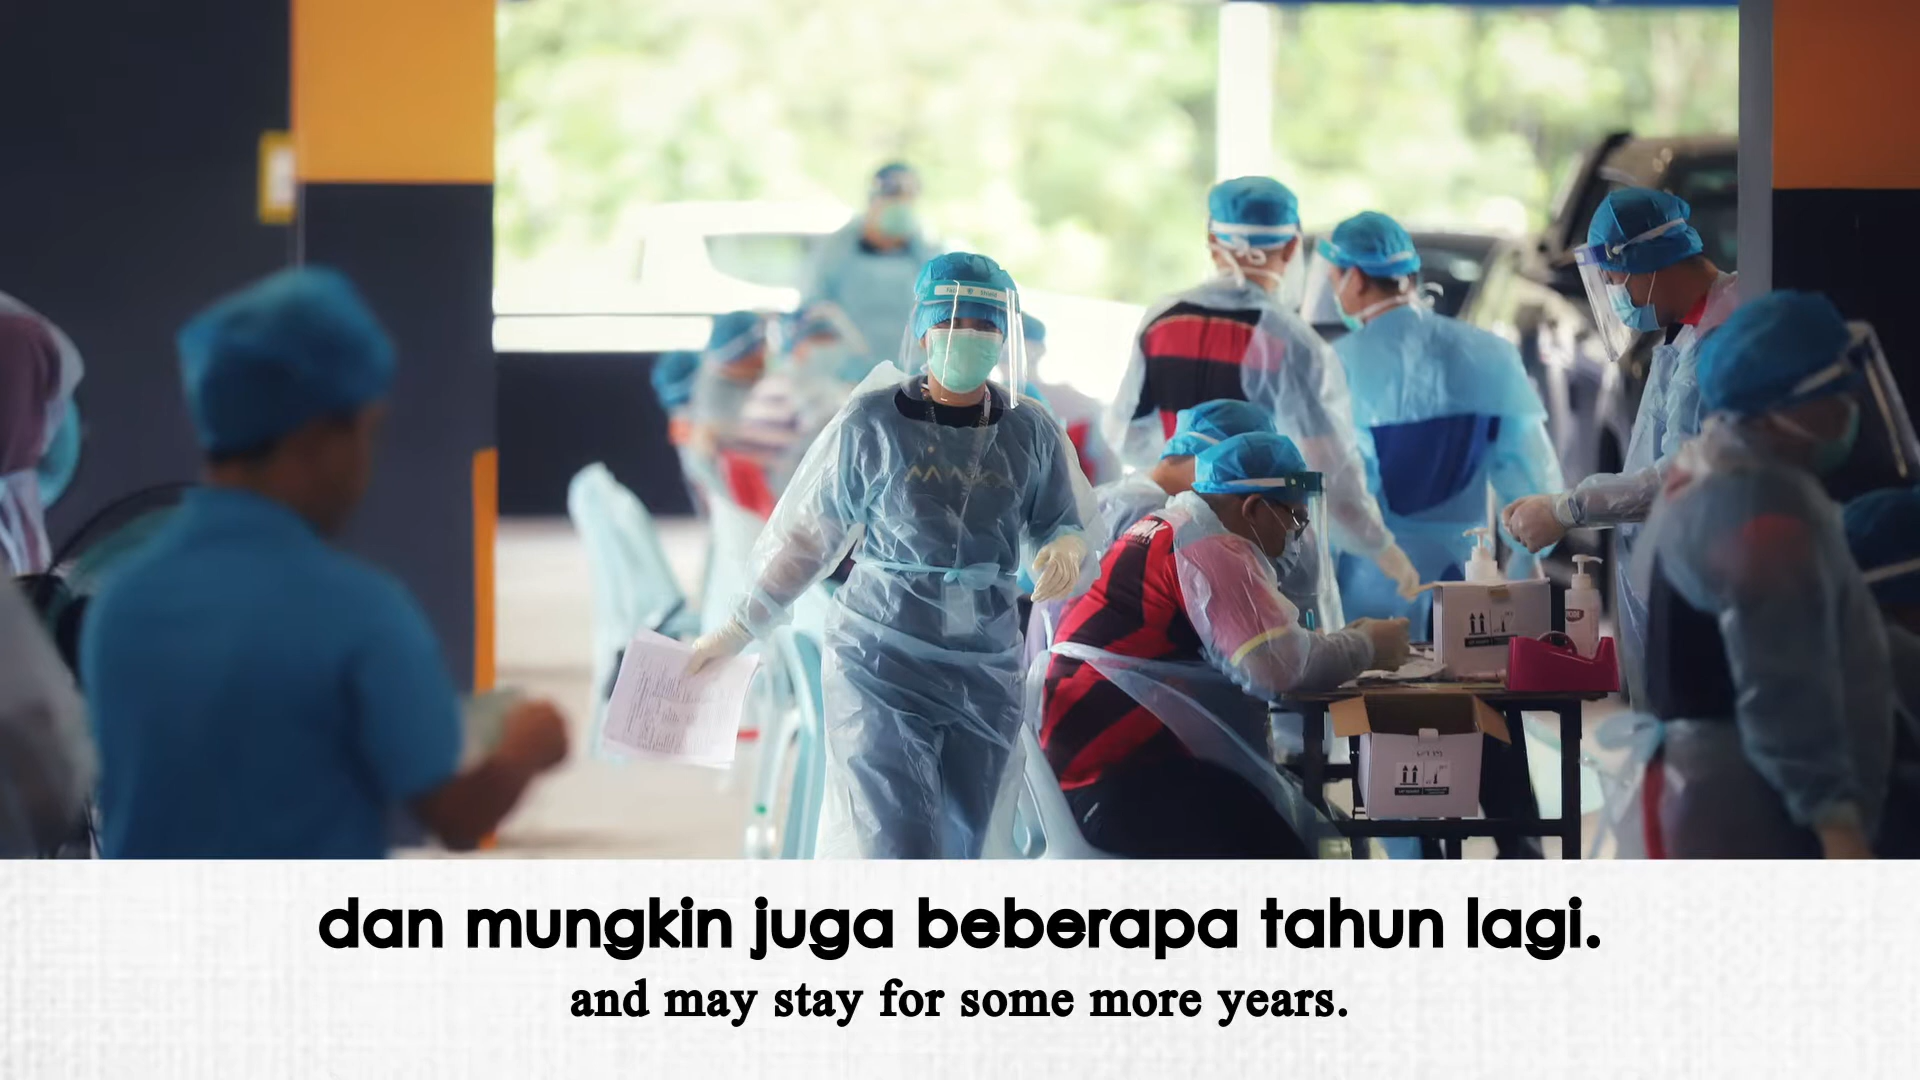 dan mungkin juga beberapa tahun lagi.
and may stay for some more years.